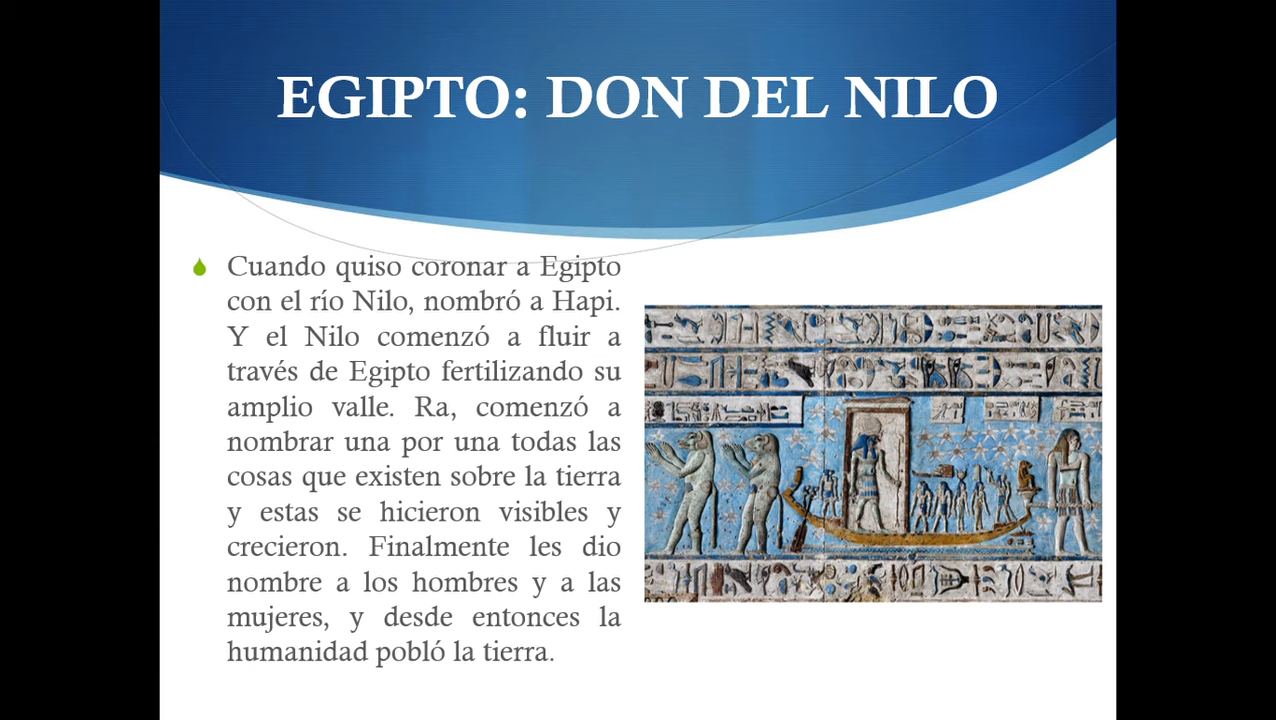 EGIPTO: DON DEL NILO
Cuando quiso coronar a Egipto
con el río Nilo, nombró a Hapi.
Y el Nilo comenzó a fluir a
través de Egipto fertilizando su
amplio valle. Ra, comenzó a
nombrar una por una todas las
cosas que existen sobre la tierra
y estas se hicieron visibles y
crecieron. Finalmente les dio
nombre a los hombres y a las
mujeres, y desde entonces la
humanidad pobló la tierra.